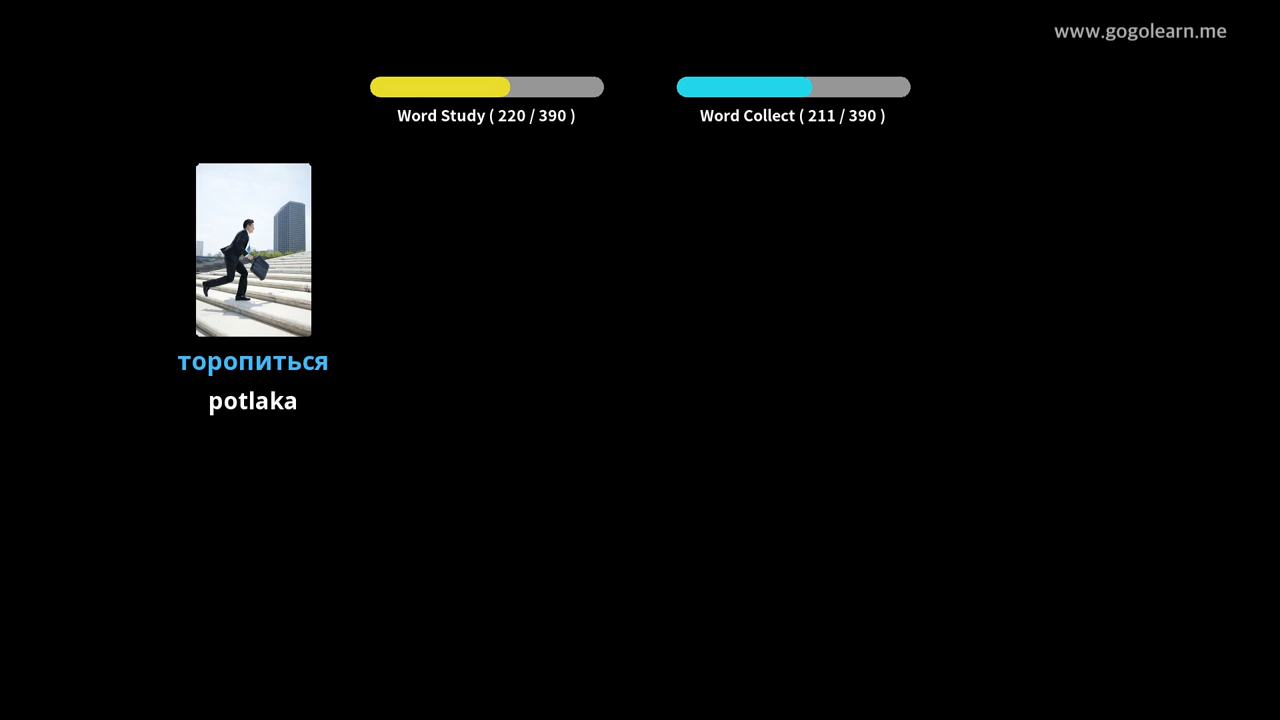 www.gogolearn.me
Word Study ( 220 / 390 )
Word Collect ( 211 / 390 )
торопиться
potlaka